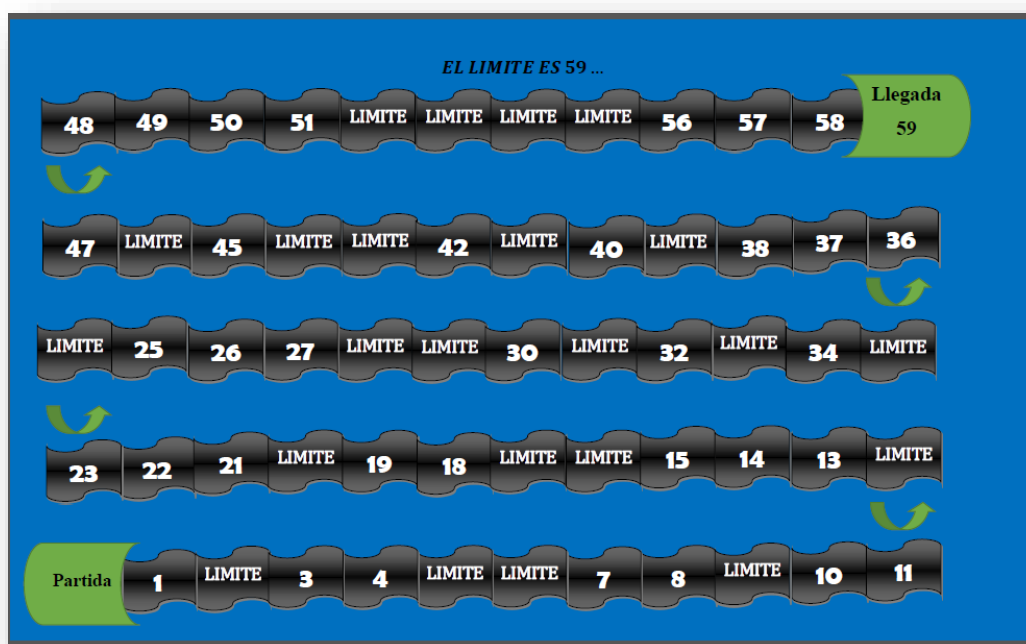 EL LIMITE ES 59 ...
48 49 50 51 LIMITE LIMITE LIMITE LIMITE 56 57 58 Llegada
59
47 LIMITE 45 LIMITE LIMITE 42 LIMITE 40 LIMITE 38 37 36
LIMITE 25 26 27 LIMITE LIMITE 30 LIMITE 32 LIMITE 34 LIMITE
23 22 21 LIMITE 19 18 LIMITE LIMITE 15 14 13 LIMITE
Partida 1 LIMITE 3 4 LIMITE LIMITE 7 8 LIMITE 10 11